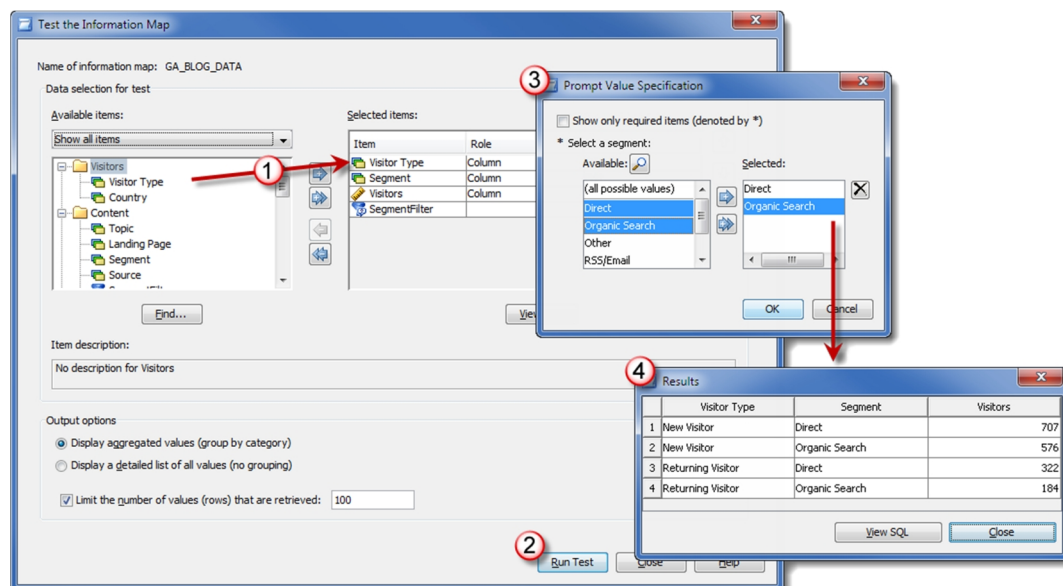 Test the Information Map
Name of information map: GA_BLOG_DATA
Data selection for test
Available items:
Show all items
Visitors
Visitor Type
Country
Content
Topic
Landing Page
Segment
Source
Find...
1
Selected items:
Item Role
Visitor Type Column
Segment Column
Visitors Column
SegmentFilter
Item description:
No description for Visitors
Output options
Display aggregated values (group by category)
Display a detailed list of all values (no grouping)
Limit the number of values (rows) that are retrieved: 100
2
Run Test Close Help
3
Prompt Value Specification
Show only required items (denoted by *)
* Select a segment:
Available: Selected:
(all possible values)
Direct
Organic Search
Other
RSS/Email
Direct
Organic Search
OK Cancel
4
Results
Visitor Type Segment Visitors
1 New Visitor Direct 707
2 New Visitor Organic Search 576
3 Returning Visitor Direct 322
4 Returning Visitor Organic Search 184
View SQL Close